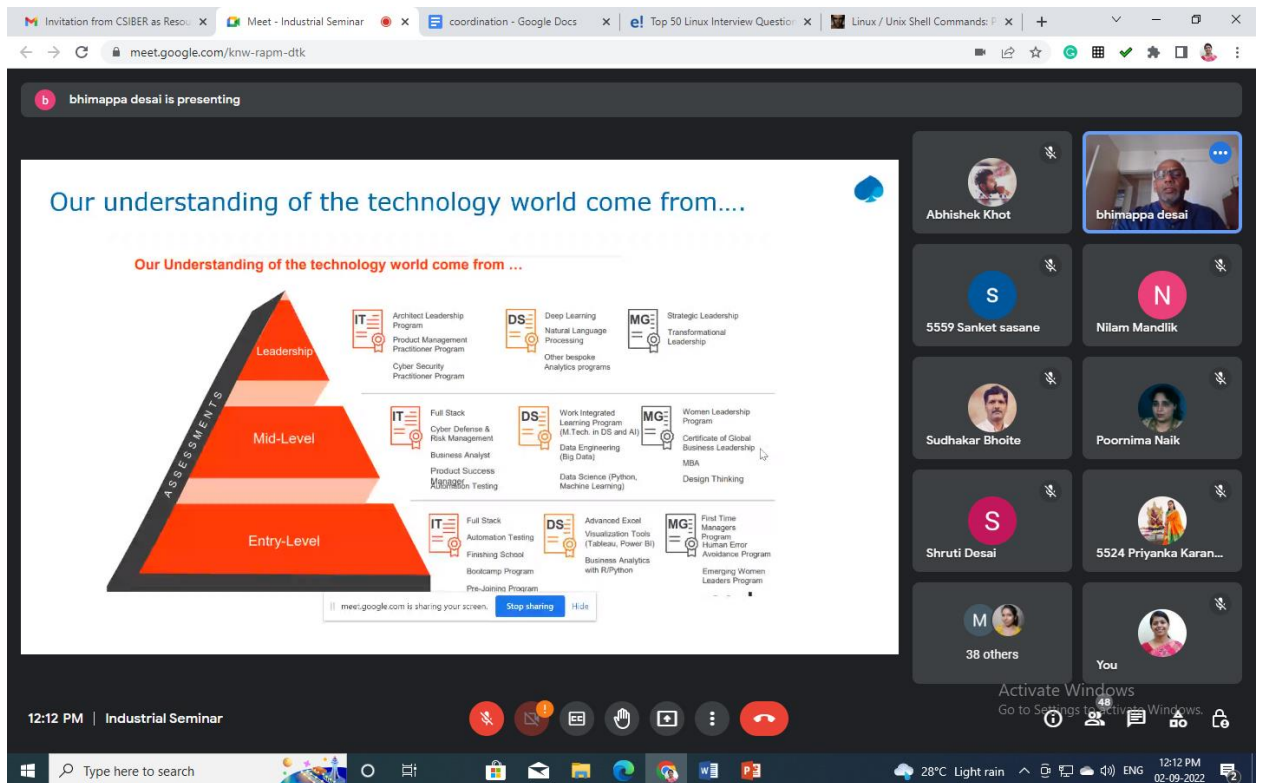 Invitation from CSIBER as Resou
Meet - Industrial Seminar
coordination - Google Docs
Top 50 Linux Interview Question
Linux / Unix Shell Commands: P
meet.google.com/knw-rapm-dtk
b bhimappa desai is presenting
Our understanding of the technology world come from....
Our Understanding of the technology world come from ...
ASSESSMENTS
Leadership
IT
Architect Leadership
Program
Product Management
Practitioner Program
Cyber Security
Practitioner Program
DS
Deep Learning
Natural Language
Processing
Other bespoke
Analytics programs
MG
Strategic Leadership
Transformational
Leadership
Mid-Level
IT
Full Stack
Cyber Defense &
Risk Management
Business Analyst
Product Success
Manager
Automation Testing
DS
Work Integrated
Learning Program
(M.Tech. in DS and AI)
Data Engineering
(Big Data)
Data Science (Python,
Machine Learning)
MG
Women Leadership
Program
Certificate of Global
Business Leadership
MBA
Design Thinking
Entry-Level
IT
Full Stack
Automation Testing
Finishing School
Bootcamp Program
Pre-Joining Program
DS
Advanced Excel
Visualization Tools
(Tableau, Power BI)
Business Analytics
with R/Python
MG
First Time
Managers
Program
Human Error
Avoidance Program
Emerging Women
Leaders Program
meet.google.com is sharing your screen.
Stop sharing
Hide
Abhishek Khot
bhimappa desai
S
5559 Sanket sasane
N
Nilam Mandlik
Sudhakar Bhoite
Poornima Naik
S
Shruti Desai
5524 Priyanka Karan...
M
38 others
You
Activate Windows
Go to Settings to activate Windows.
12:12 PM | Industrial Seminar
CC
48
Type here to search
28°C Light rain
ENG
12:12 PM
02-09-2022
2